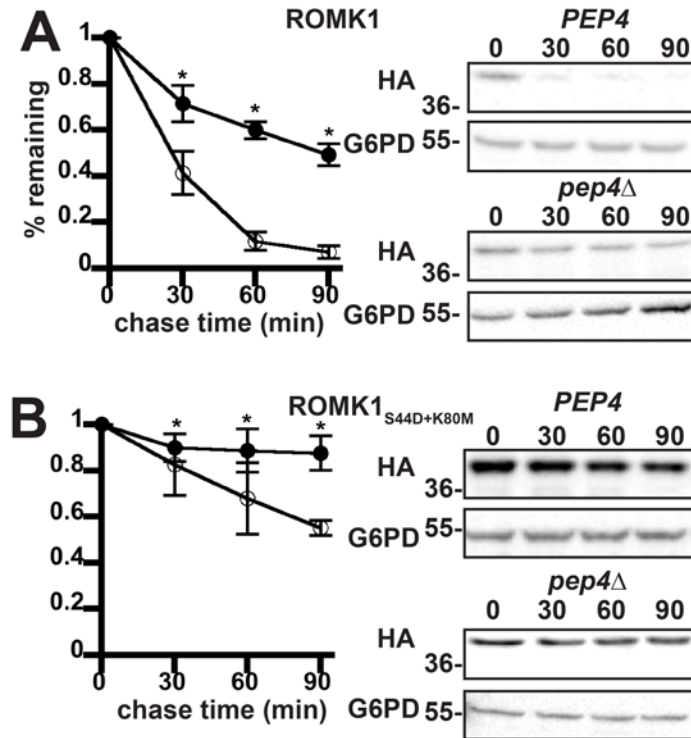 A
ROMK1
% remaining
1
0.8
0.6
0.4
0.2
0
* * *
0 30 60 90
chase time (min)
PEP4
0 30 60 90
HA
36-
G6PD 55-
pep4Δ
0 30 60 90
HA
36-
G6PD 55-
B
ROMK1S44D+K80M
1
0.8
0.6
0.4
0.2
0
* * *
0 30 60 90
chase time (min)
PEP4
0 30 60 90
HA
36-
G6PD 55-
pep4Δ
0 30 60 90
HA
36-
G6PD 55-